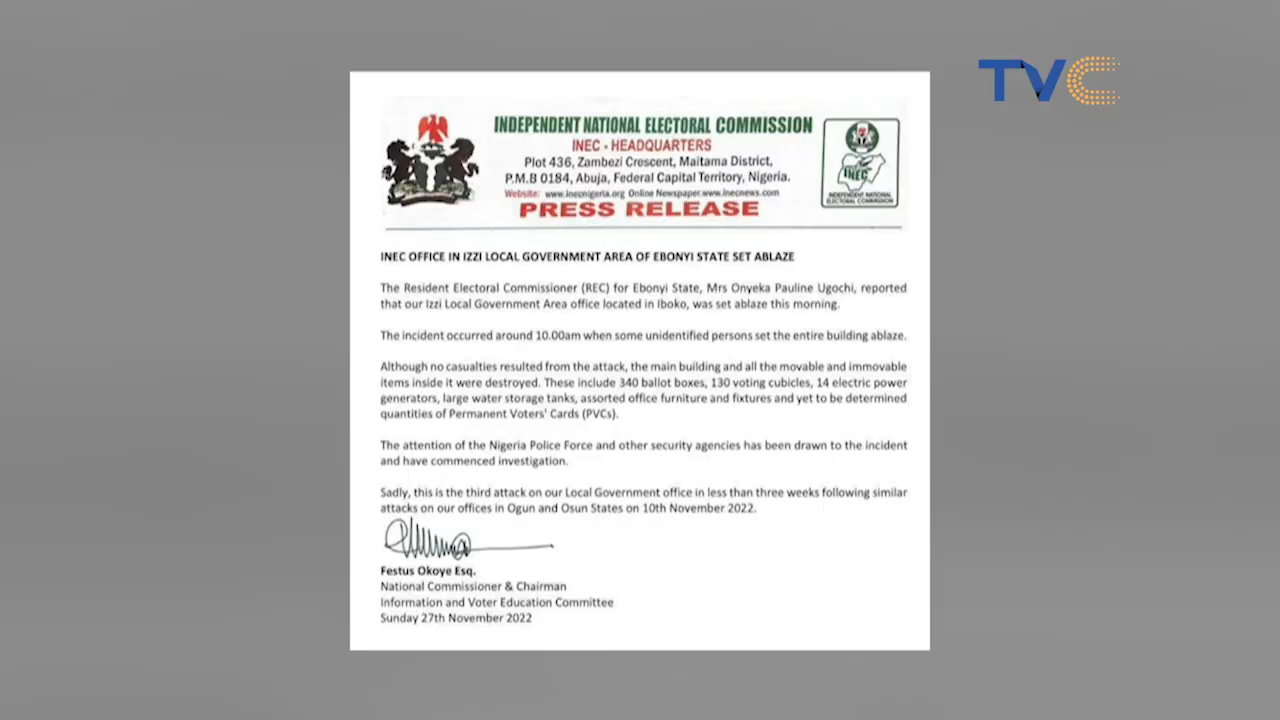 TVC
INDEPENDENT NATIONAL ELECTORAL COMMISSION
INEC - HEADQUARTERS
Plot 436, Zambezi Crescent, Maitama District,
P.M.B 0184, Abuja, Federal Capital Territory, Nigeria.
Website: www.inecnigeria.org Online Newspaper.www.inecnews.com
PRESS RELEASE
INEC
INDEPENDENT NATIONAL
ELECTORAL COMMISSION
INEC OFFICE IN IZZI LOCAL GOVERNMENT AREA OF EBONYI STATE SET ABLAZE
The Resident Electoral Commissioner (REC) for Ebonyi State, Mrs Onyeka Pauline Ugochi, reported
that our Izzi Local Government Area office located in Iboko, was set ablaze this morning.
The incident occurred around 10.00am when some unidentified persons set the entire building ablaze.
Although no casualties resulted from the attack, the main building and all the movable and immovable
items inside it were destroyed. These include 340 ballot boxes, 130 voting cubicles, 14 electric power
generators, large water storage tanks, assorted office furniture and fixtures and yet to be determined
quantities of Permanent Voters' Cards (PVCs).
The attention of the Nigeria Police Force and other security agencies has been drawn to the incident
and have commenced investigation.
Sadly, this is the third attack on our Local Government office in less than three weeks following similar
attacks on our offices in Ogun and Osun States on 10th November 2022.
Festus Okoye Esq.
National Commissioner & Chairman
Information and Voter Education Committee
Sunday 27th November 2022